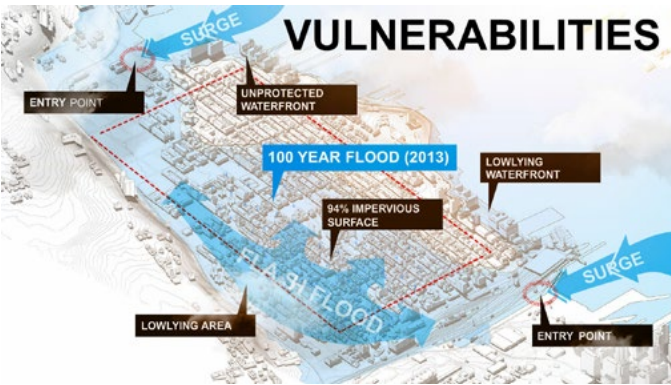 VULNERABILITIES
SURGE
ENTRY POINT
UNPROTECTED
WATERFRONT
100 YEAR FLOOD (2013)
LOWLYING
WATERFRONT
94% IMPERVIOUS
SURFACE
SURGE
FLASH FLOOD
LOWLYING AREA
ENTRY POINT